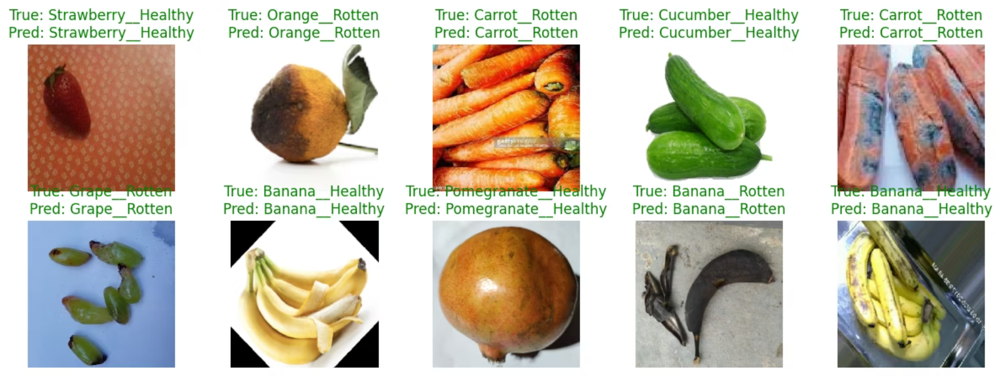 True: Strawberry__Healthy
Pred: Strawberry__Healthy
True: Orange__Rotten
Pred: Orange__Rotten
True: Carrot__Rotten
Pred: Carrot__Rotten
True: Cucumber__Healthy
Pred: Cucumber__Healthy
True: Carrot__Rotten
Pred: Carrot__Rotten
gettyimages
True: Grape__Rotten
Pred: Grape__Rotten
True: Banana__Healthy
Pred: Banana__Healthy
True: Pomegranate__Healthy
Pred: Pomegranate__Healthy
True: Banana__Rotten
Pred: Banana__Rotten
True: Banana__Healthy
Pred: Banana__Healthy